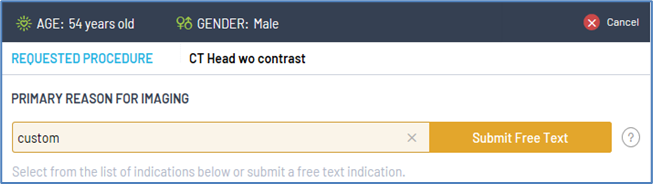 AGE: 54 years old GENDER: Male Cancel
REQUESTED PROCEDURE CT Head wo contrast
PRIMARY REASON FOR IMAGING
custom × Submit Free Text ?
Select from the list of indications below or submit a free text indication.